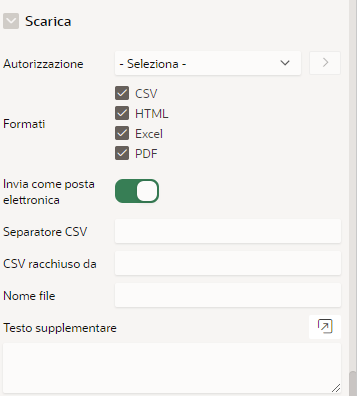 Scarica
Autorizzazione
- Seleziona -
Formati
CSV
HTML
Excel
PDF
Invia come posta
elettronica
Separatore CSV
CSV racchiuso da
Nome file
Testo supplementare